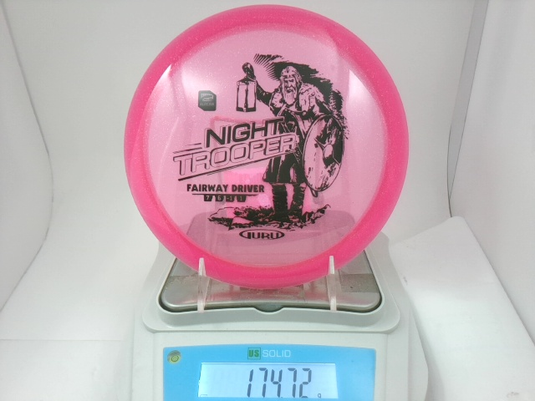 NIGHT
TROOPER
FAIRWAY DRIVER
GURU
US SOLID
174.72 g